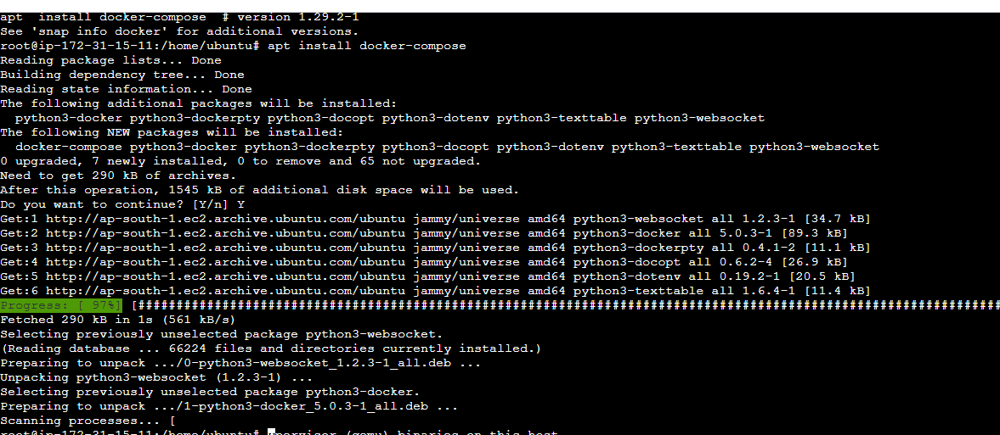 apt  install docker-compose  # version 1.29.2-1
See 'snap info docker' for additional versions.
root@ip-172-31-15-11:/home/ubuntu# apt install docker-compose
Reading package lists... Done
Building dependency tree... Done
Reading state information... Done
The following additional packages will be installed:
  python3-docker python3-dockerpty python3-docopt python3-dotenv python3-texttable python3-websocket
The following NEW packages will be installed:
  docker-compose python3-docker python3-dockerpty python3-docopt python3-dotenv python3-texttable python3-websocket
0 upgraded, 7 newly installed, 0 to remove and 65 not upgraded.
Need to get 290 kB of archives.
After this operation, 1545 kB of additional disk space will be used.
Do you want to continue? [Y/n] Y
Get:1 http://ap-south-1.ec2.archive.ubuntu.com/ubuntu jammy/universe amd64 python3-websocket all 1.2.3-1 [34.7 kB]
Get:2 http://ap-south-1.ec2.archive.ubuntu.com/ubuntu jammy/universe amd64 python3-docker all 5.0.3-1 [89.3 kB]
Get:3 http://ap-south-1.ec2.archive.ubuntu.com/ubuntu jammy/universe amd64 python3-dockerpty all 0.4.1-2 [11.1 kB]
Get:4 http://ap-south-1.ec2.archive.ubuntu.com/ubuntu jammy/universe amd64 python3-docopt all 0.6.2-4 [26.9 kB]
Get:5 http://ap-south-1.ec2.archive.ubuntu.com/ubuntu jammy/universe amd64 python3-dotenv all 0.19.2-1 [20.5 kB]
Get:6 http://ap-south-1.ec2.archive.ubuntu.com/ubuntu jammy/universe amd64 python3-texttable all 1.6.4-1 [11.4 kB]
Progress: [ 97%] [#################################################################################################################
Fetched 290 kB in 1s (561 kB/s)
Selecting previously unselected package python3-websocket.
(Reading database ... 66224 files and directories currently installed.)
Preparing to unpack .../0-python3-websocket_1.2.3-1_all.deb ...
Unpacking python3-websocket (1.2.3-1) ...
Selecting previously unselected package python3-docker.
Preparing to unpack .../1-python3-docker_5.0.3-1_all.deb ...
Scanning processes... [
root@ip-172-31-15-11:/home/ubuntu# pervisor (qemu) binaries on this host.